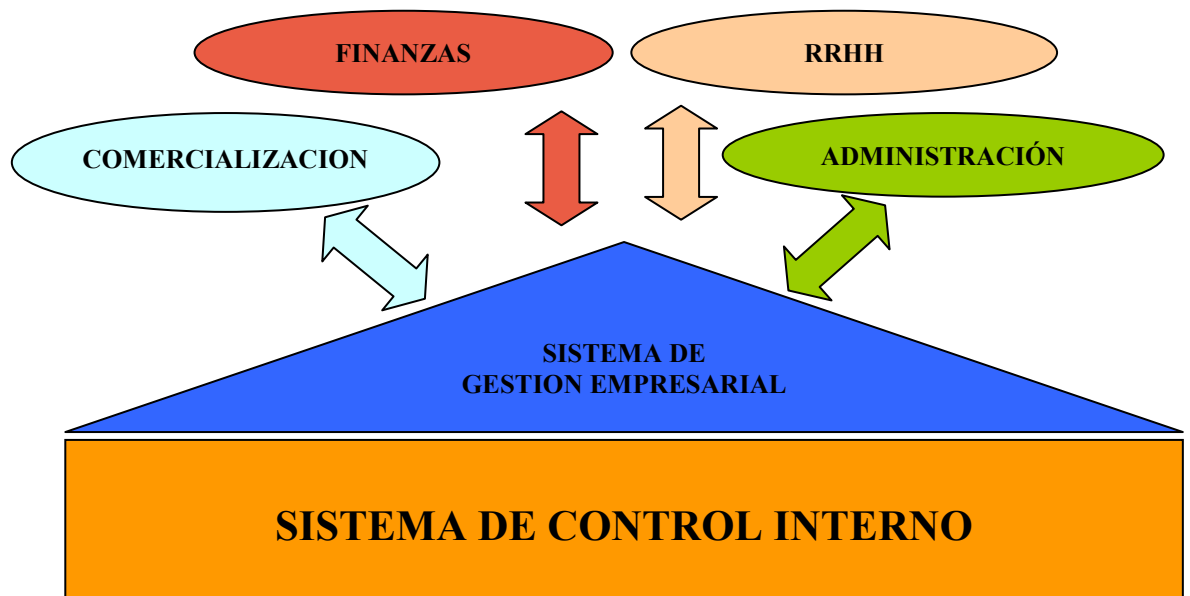 FINANZAS
RRHH
COMERCIALIZACION
ADMINISTRACIÓN
SISTEMA DE
GESTION EMPRESARIAL
SISTEMA DE CONTROL INTERNO